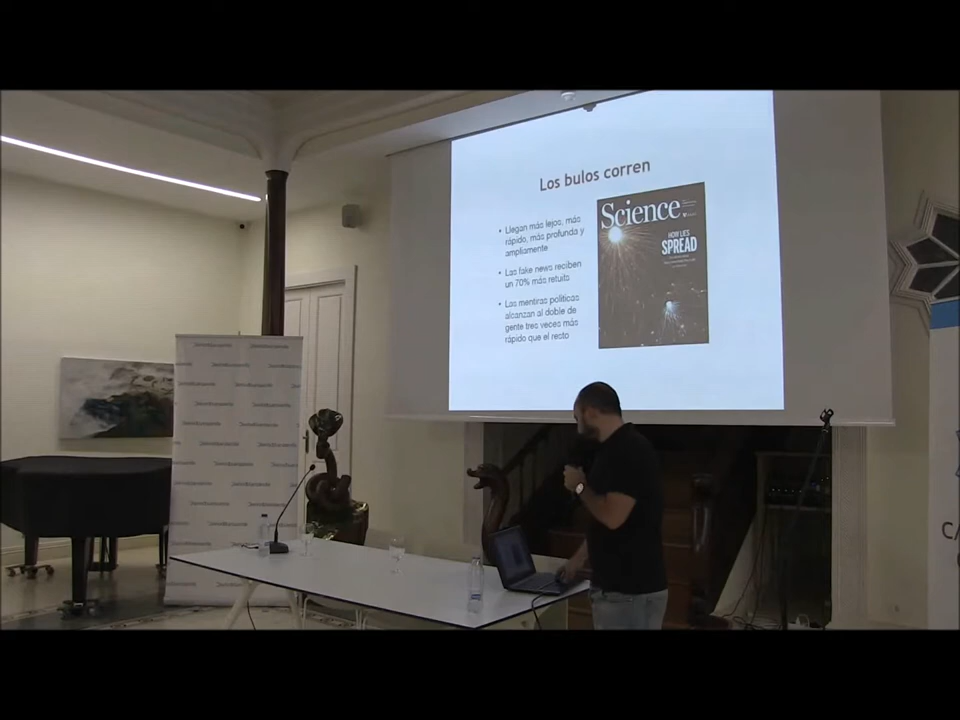 Los bulos corren
• Llegan más lejos, más
rápido, más profunda y
ampliamente
• Las fake news reciben
un 70% más retuits
• Las mentiras políticas
alcanzan al doble de
gente tres veces más
rápido que el resto
Science
HOW LIES
SPREAD
C/